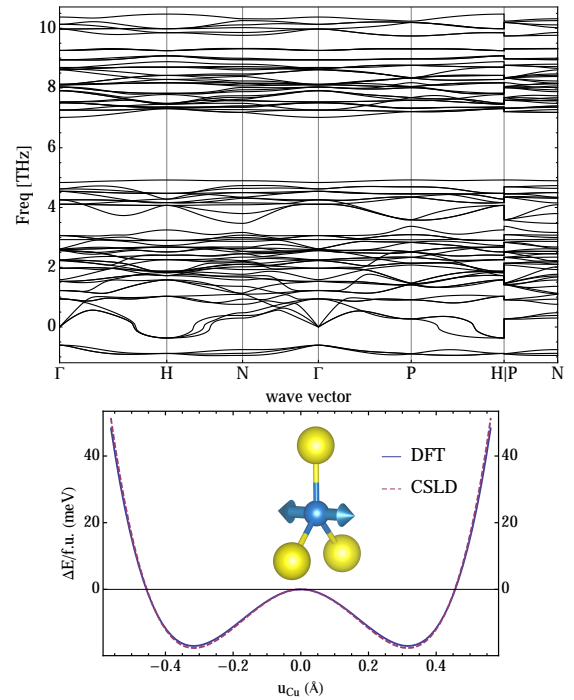 10
8
6
4
2
0
Freq [THz]
Γ H N Γ P H|P N
wave vector
DFT
CSLD
40
20
0
ΔE/f.u. (meV)
40
20
0
−0.4 −0.2 0.0 0.2 0.4
u_Cu (Å)